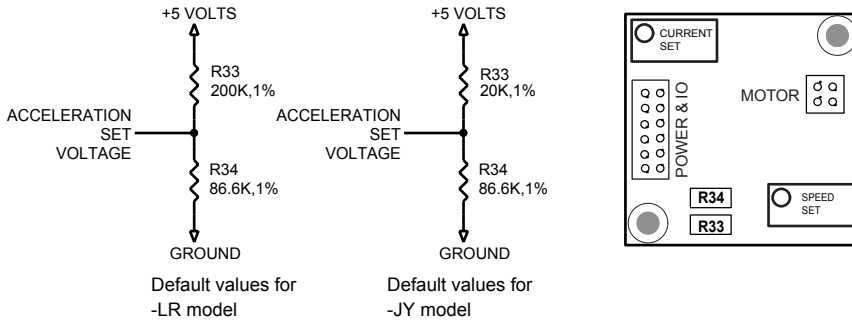 +5 VOLTS
R33
200K,1%
ACCELERATION
SET
VOLTAGE
R34
86.6K,1%
GROUND
Default values for
-LR model
+5 VOLTS
R33
20K,1%
ACCELERATION
SET
VOLTAGE
R34
86.6K,1%
GROUND
Default values for
-JY model
CURRENT
SET
MOTOR
POWER & IO
R34
R33
SPEED
SET